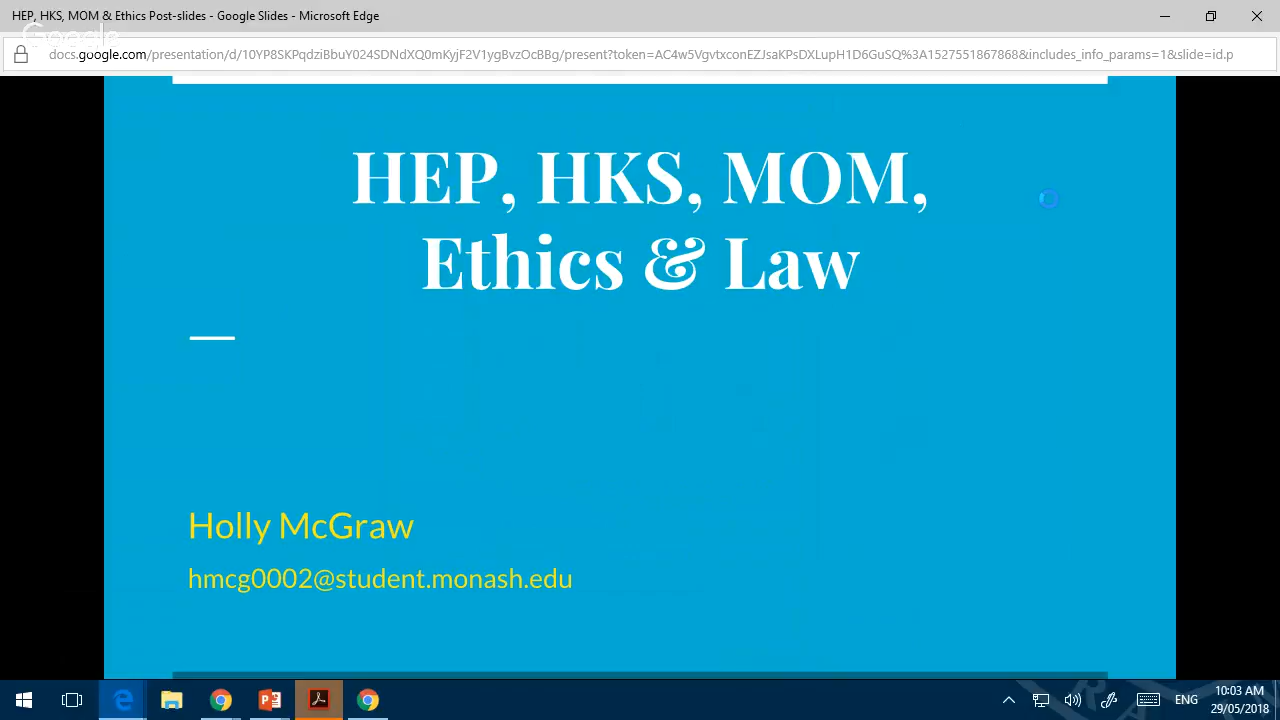 HEP, HKS, MOM & Ethics Post-slides - Google Slides - Microsoft Edge
Google
docs.google.com/presentation/d/10YP8SKPqdziBbuY024SDNdXQ0mKyjF2V1ygBvzOcBBg/present?token=AC4w5VgvtxconEZJsaKPsDXLupH1D6GuSQ%3A1527551867868&includes_info_params=1&slide=id.p
HEP, HKS, MOM,
Ethics & Law
Holly McGraw
hmcg0002@student.monash.edu
ENG
10:03 AM
29/05/2018